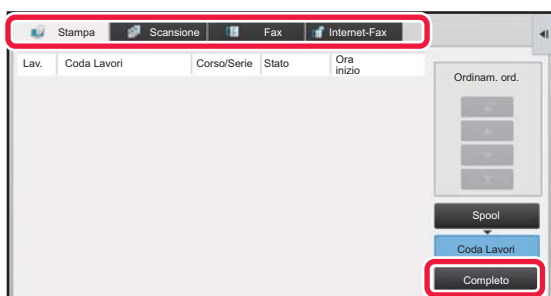 Stampa Scansione Fax Internet-Fax
Lav. Coda Lavori Corso/Serie Stato Ora inizio
Ordinam. ord.
Spool
Coda Lavori
Completo